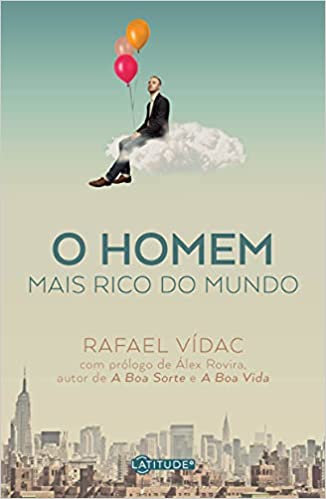 O HOMEM
MAIS RICO DO MUNDO
RAFAEL VÍDAC
com prólogo de Álex Rovira,
autor de A Boa Sorte e A Boa Vida
LATITUDE°